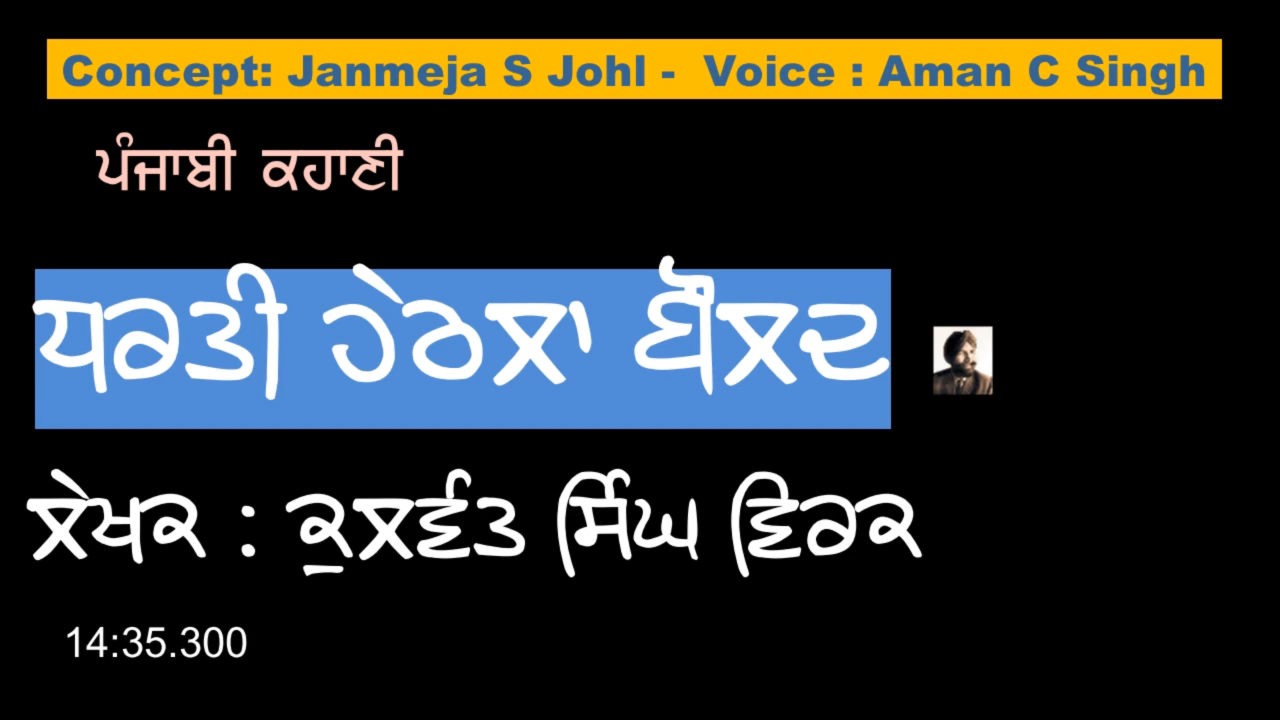 Concept: Janmeja S Johl - Voice : Aman C Singh
ਪੰਜਾਬੀ ਕਹਾਣੀ
ਧਰਤੀ ਹੇਠਲਾ ਬੌਲਦ
ਲੇਖਕ : ਕੁਲਵੰਤ ਸਿੰਘ ਵਿਰਕ
14:35.300